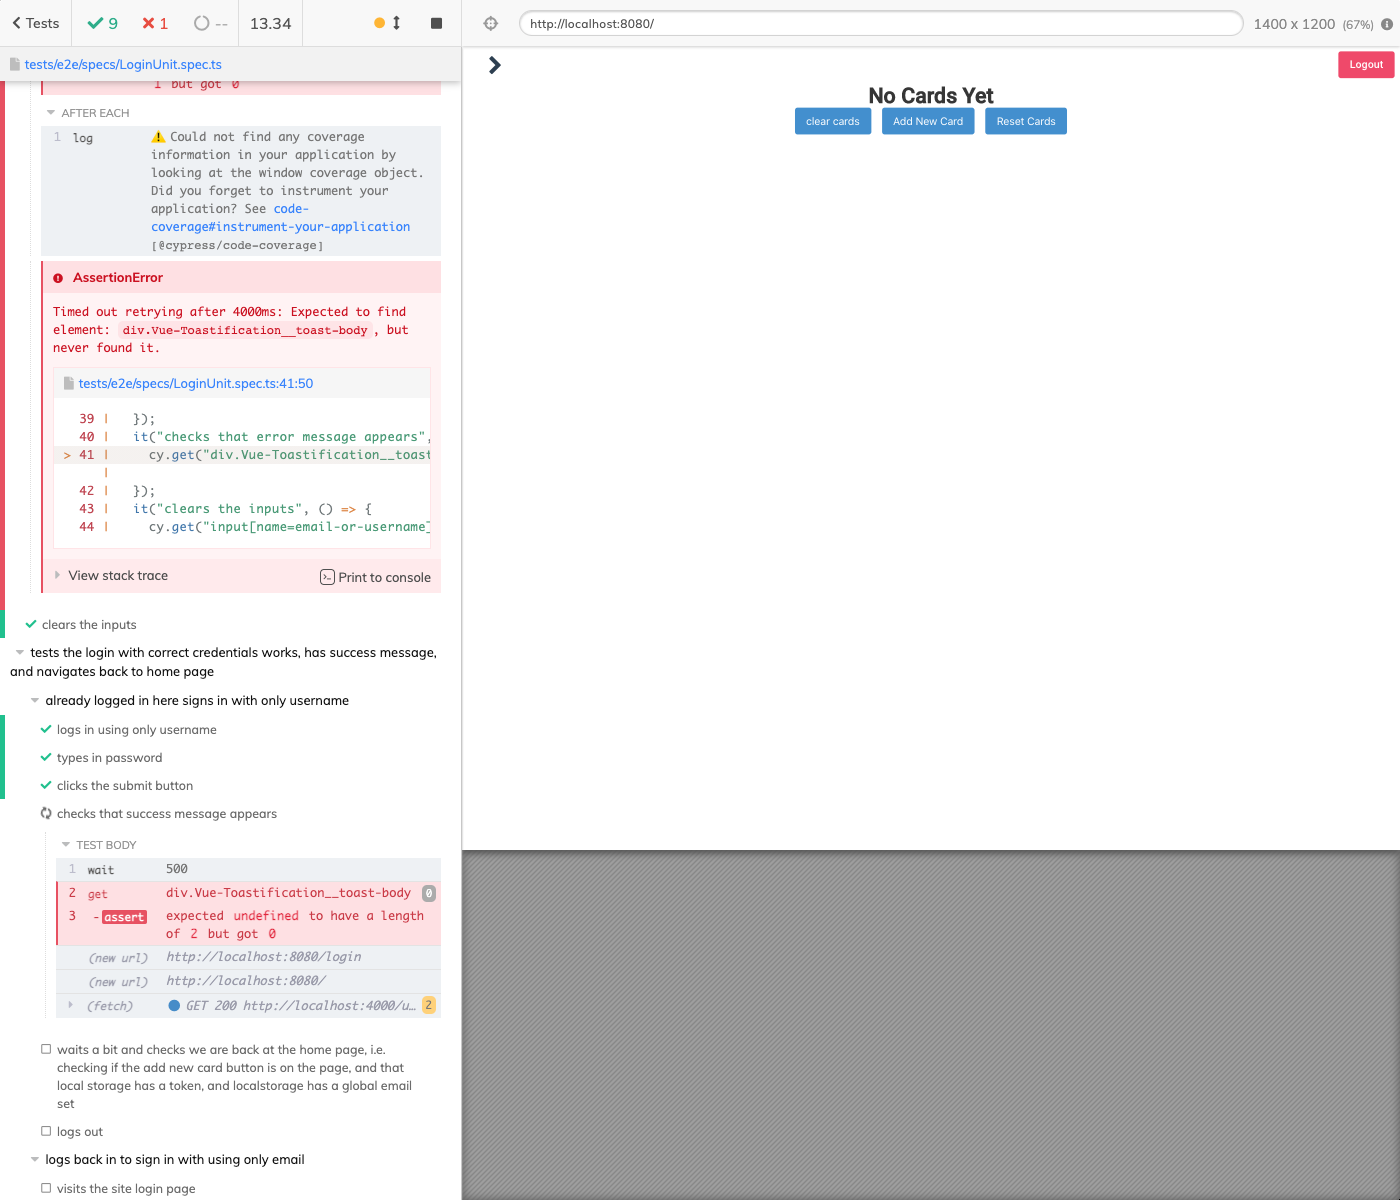 Tests
9
1
--
13.34
http://localhost:8080/
1400 x 1200 (67%)
tests/e2e/specs/LoginUnit.spec.ts
Logout
No Cards Yet
clear cards
Add New Card
Reset Cards
1 but got 0
AFTER EACH
1 log ⚠ Could not find any coverage
information in your application by
looking at the window coverage object.
Did you forget to instrument your
application? See code-
coverage#instrument-your-application
[@cypress/code-coverage]
AssertionError
Timed out retrying after 4000ms: Expected to find
element: div.Vue-Toastification__toast-body, but
never found it.
tests/e2e/specs/LoginUnit.spec.ts:41:50
39 | });
40 | it("checks that error message appears",
> 41 | cy.get("div.Vue-Toastification__toast
|
42 | });
43 | it("clears the inputs", () => {
44 | cy.get("input[name=email-or-username]
View stack trace
Print to console
clears the inputs
tests the login with correct credentials works, has success message,
and navigates back to home page
already logged in here signs in with only username
logs in using only username
types in password
clicks the submit button
checks that success message appears
TEST BODY
1 wait 500
2 get div.Vue-Toastification__toast-body 0
3 -assert expected undefined to have a length
of 2 but got 0
(new url) http://localhost:8080/login
(new url) http://localhost:8080/
(fetch) GET 200 http://localhost:4000/u… 2
waits a bit and checks we are back at the home page, i.e.
checking if the add new card button is on the page, and that
local storage has a token, and localstorage has a global email
set
logs out
logs back in to sign in with using only email
visits the site login page